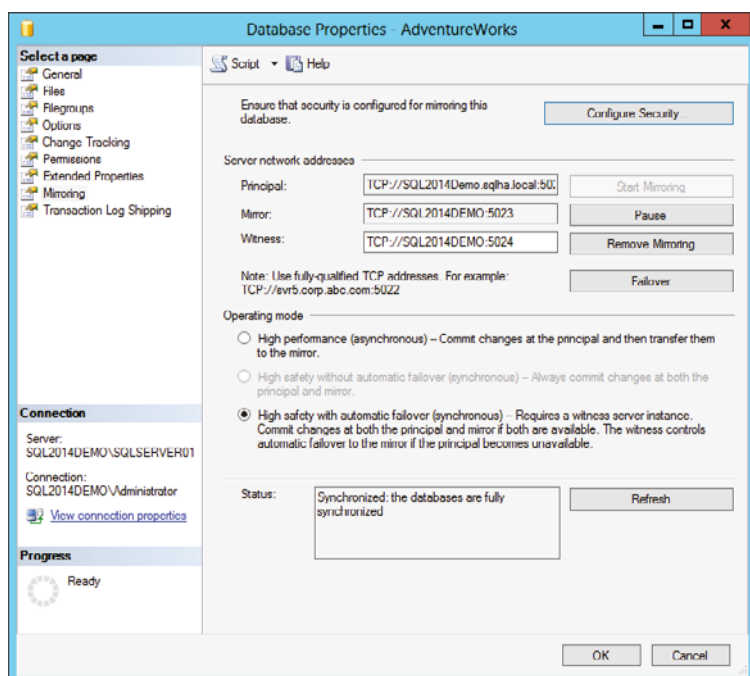 Database Properties - AdventureWorks
Select a page
General
Files
Filegroups
Options
Change Tracking
Permissions
Extended Properties
Mirroring
Transaction Log Shipping
Script
Help
Ensure that security is configured for mirroring this
database.
Configure Security...
Server network addresses
Principal:
TCP://SQL2014Demo.sqlha.local:502
Start Mirroring
Mirror:
TCP://SQL2014DEMO:5023
Pause
Witness:
TCP://SQL2014DEMO:5024
Remove Mirroring
Note: Use fully-qualified TCP addresses. For example:
TCP://svr5.corp.abc.com:5022
Failover
Operating mode
High performance (asynchronous) – Commit changes at the principal and then transfer them
to the mirror.
High safety without automatic failover (synchronous) – Always commit changes at both the
principal and mirror.
High safety with automatic failover (synchronous) – Requires a witness server instance.
Commit changes at both the principal and mirror if both are available. The witness controls
automatic failover to the mirror if the principal becomes unavailable.
Connection
Server:
SQL2014DEMO\SQLSERVER01
Connection:
SQL2014DEMO\Administrator
View connection properties
Status:
Synchronized: the databases are fully
synchronized
Refresh
Progress
Ready
OK
Cancel